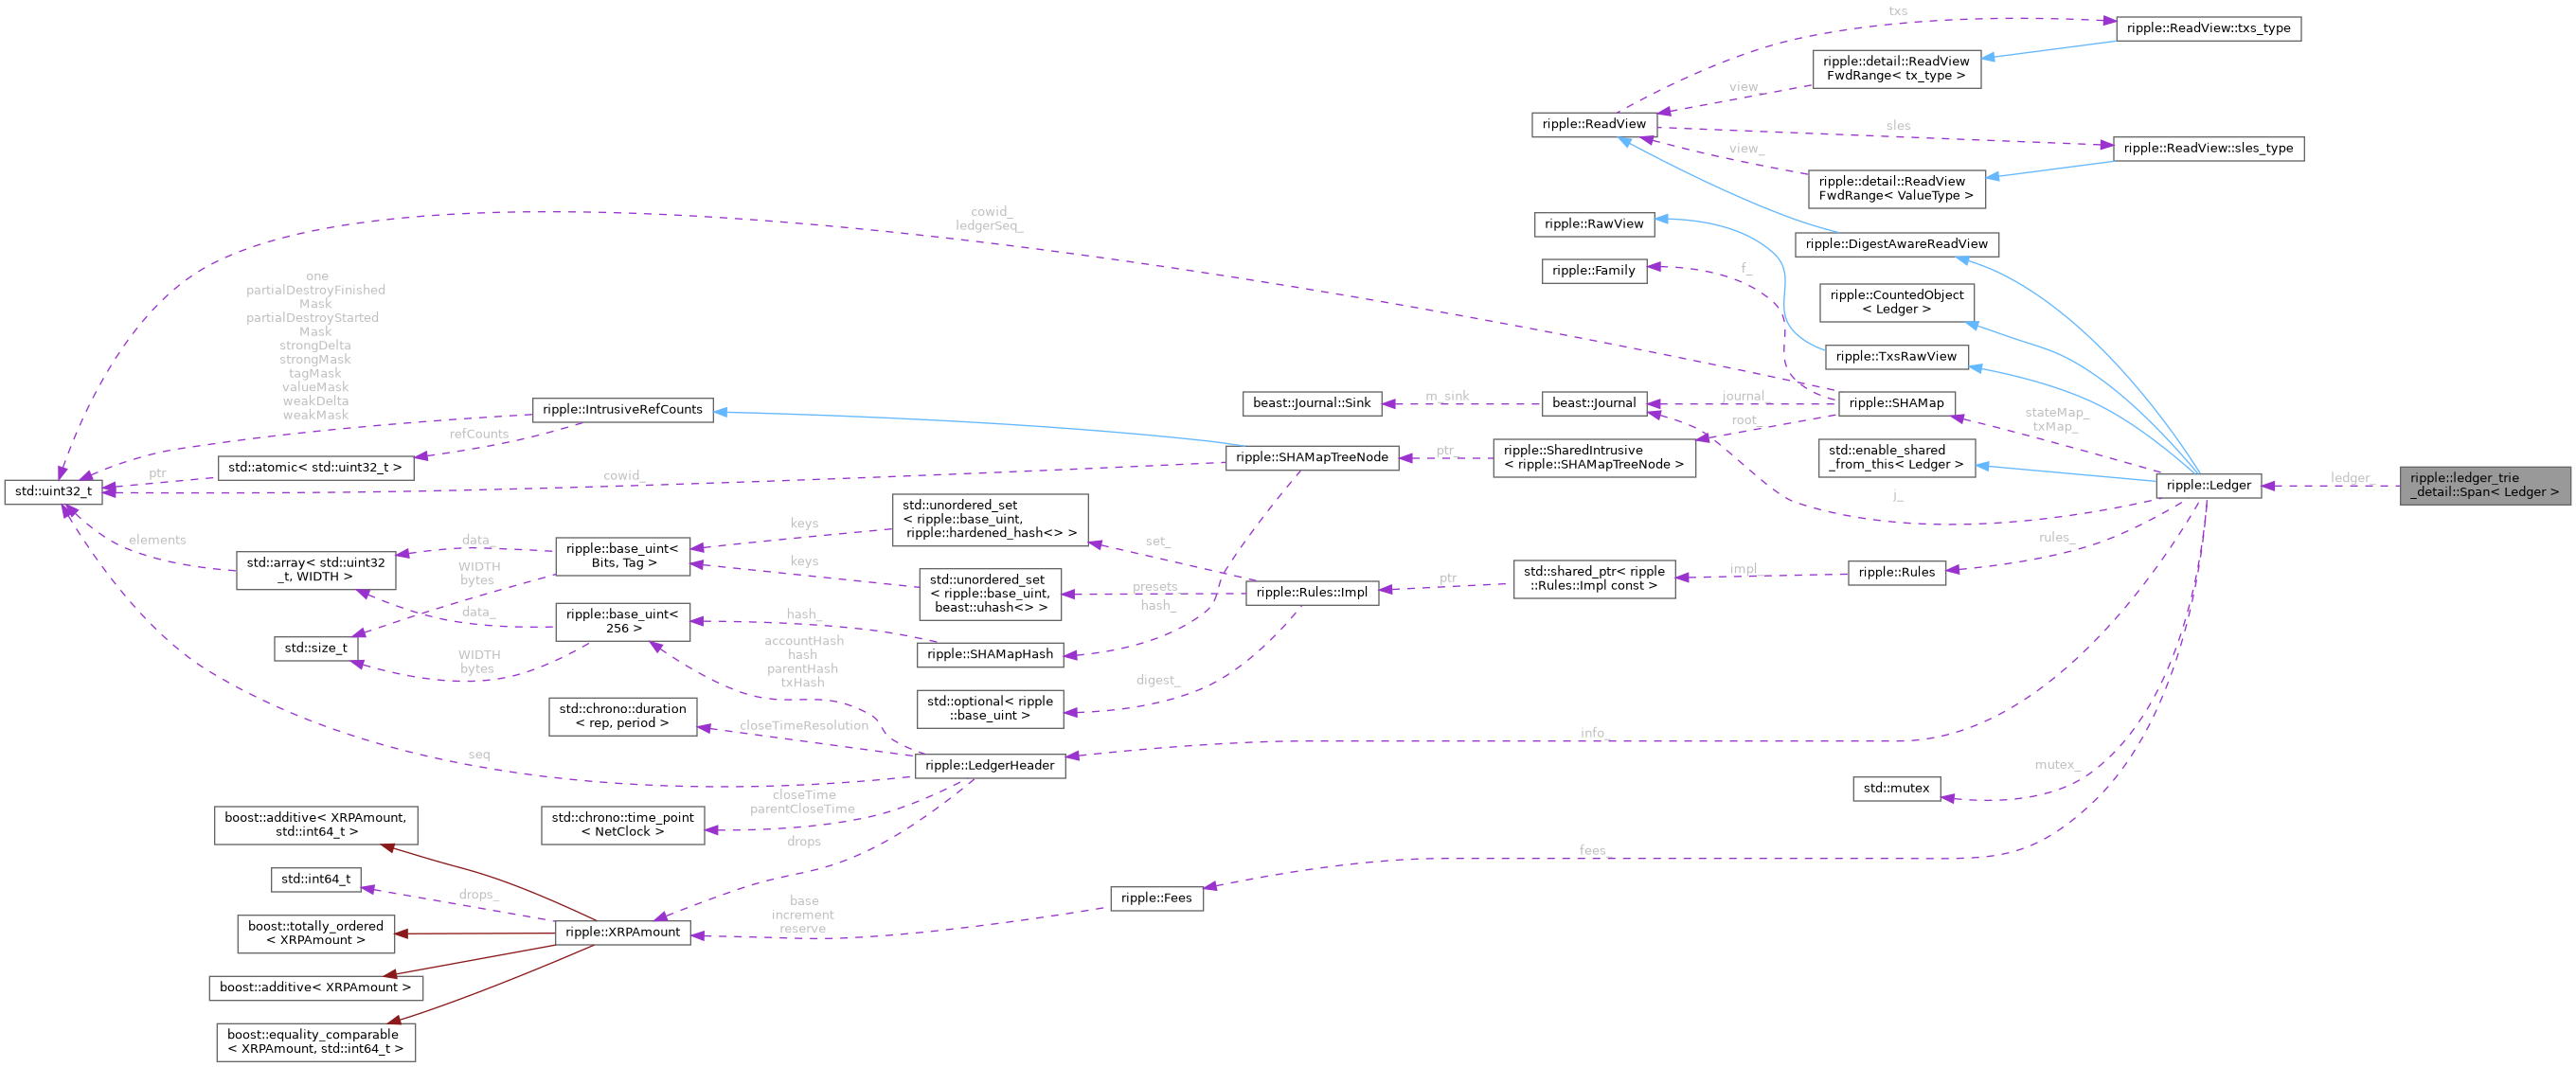 txs
ripple::ReadView::txs_type
ripple::detail::ReadView
FwdRange< tx_type >
view_
ripple::ReadView
sles
ripple::ReadView::sles_type
view_
ripple::detail::ReadView
FwdRange< ValueType >
cowid_
ledgerSeq_
ripple::RawView
ripple::DigestAwareReadView
ripple::Family
f_
one
partialDestroyFinished
Mask
partialDestroyStarted
Mask
strongDelta
strongMask
tagMask
valueMask
weakDelta
weakMask
ripple::CountedObject
< Ledger >
ripple::TxsRawView
ripple::IntrusiveRefCounts
beast::Journal::Sink
m_sink
beast::Journal
journal_
ripple::SHAMap
stateMap_
txMap_
refCounts
root_
std::atomic< std::uint32_t >
ptr
std::uint32_t
ripple::SHAMapTreeNode
ptr_
ripple::SharedIntrusive
< ripple::SHAMapTreeNode >
std::enable_shared
_from_this< Ledger >
cowid_
ripple::Ledger
ledger_
ripple::ledger_trie
_detail::Span< Ledger >
j_
std::unordered_set
< ripple::base_uint,
ripple::hardened_hash<> >
keys
set_
elements
data_
ripple::base_uint<
Bits, Tag >
rules_
std::array< std::uint32
_t, WIDTH >
WIDTH
bytes
keys
std::unordered_set
< ripple::base_uint,
beast::uhash<> >
presets_
ripple::Rules::Impl
ptr
std::shared_ptr< ripple
::Rules::Impl const >
impl_
ripple::Rules
data_
ripple::base_uint<
256 >
hash_
hash_
std::size_t
WIDTH
bytes
accountHash
hash
parentHash
txHash
ripple::SHAMapHash
digest_
std::optional< ripple
::base_uint >
std::chrono::duration
< rep, period >
closeTimeResolution
seq
ripple::LedgerHeader
info_
mutex_
std::mutex
closeTime
parentCloseTime
std::chrono::time_point
< NetClock >
drops
boost::additive< XRPAmount,
std::int64_t >
fees_
std::int64_t
drops_
ripple::Fees
base
increment
reserve
boost::totally_ordered
< XRPAmount >
ripple::XRPAmount
boost::additive< XRPAmount >
boost::equality_comparable
< XRPAmount, std::int64_t >